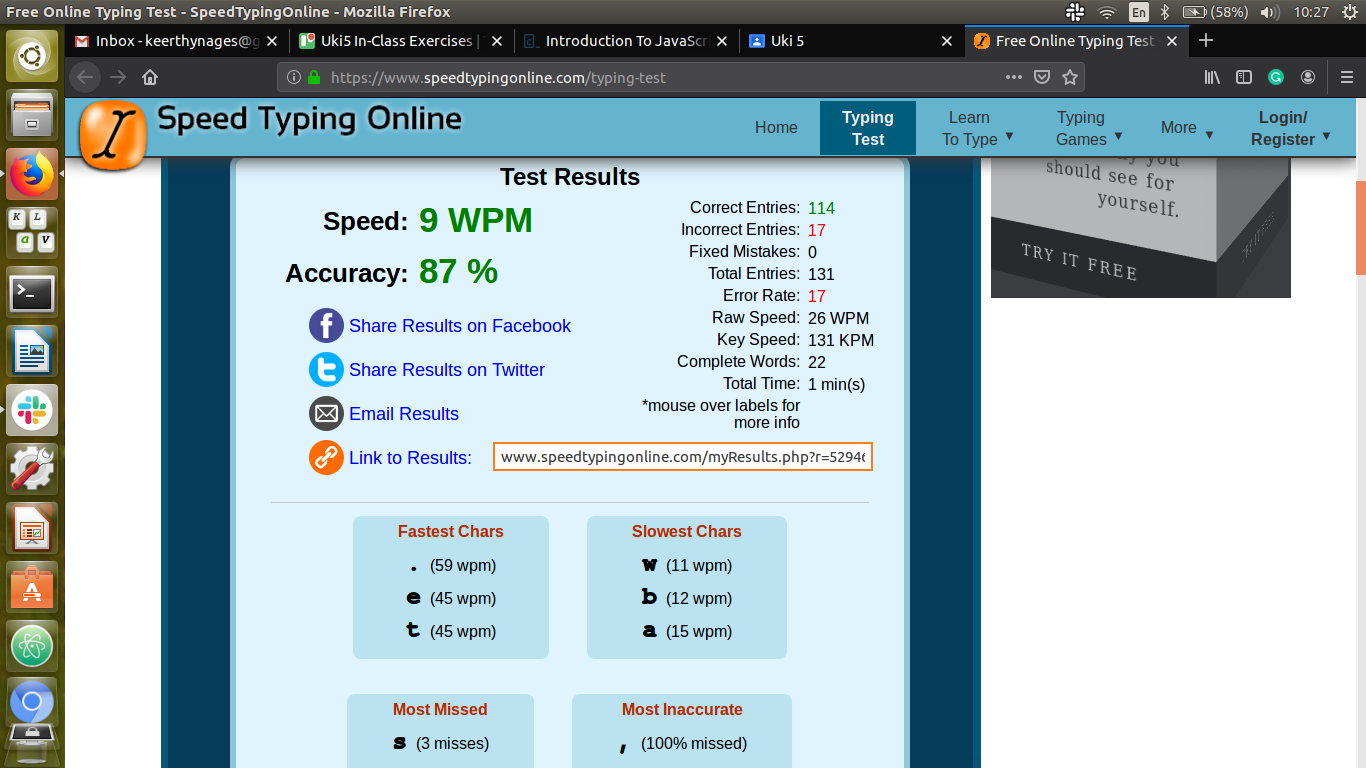 Free Online Typing Test - SpeedTypingOnline - Mozilla Firefox
En
(58%)
10:27
Inbox - keerthynages@g
Uki5 In-Class Exercises |
Introduction To JavaScri
Uki 5
Free Online Typing Test
https://www.speedtypingonline.com/typing-test
Speed Typing Online
Home
Typing Test
Learn To Type
Typing Games
More
Login/ Register
you
should see for
yourself.
TRY IT FREE
Test Results
Speed: 9 WPM
Accuracy: 87 %
Share Results on Facebook
Share Results on Twitter
Email Results
Link to Results: www.speedtypingonline.com/myResults.php?r=5294
Correct Entries: 114
Incorrect Entries: 17
Fixed Mistakes: 0
Total Entries: 131
Error Rate: 17
Raw Speed: 26 WPM
Key Speed: 131 KPM
Complete Words: 22
Total Time: 1 min(s)
*mouse over labels for
more info
Fastest Chars
. (59 wpm)
e (45 wpm)
t (45 wpm)
Slowest Chars
w (11 wpm)
b (12 wpm)
a (15 wpm)
Most Missed
s (3 misses)
Most Inaccurate
, (100% missed)